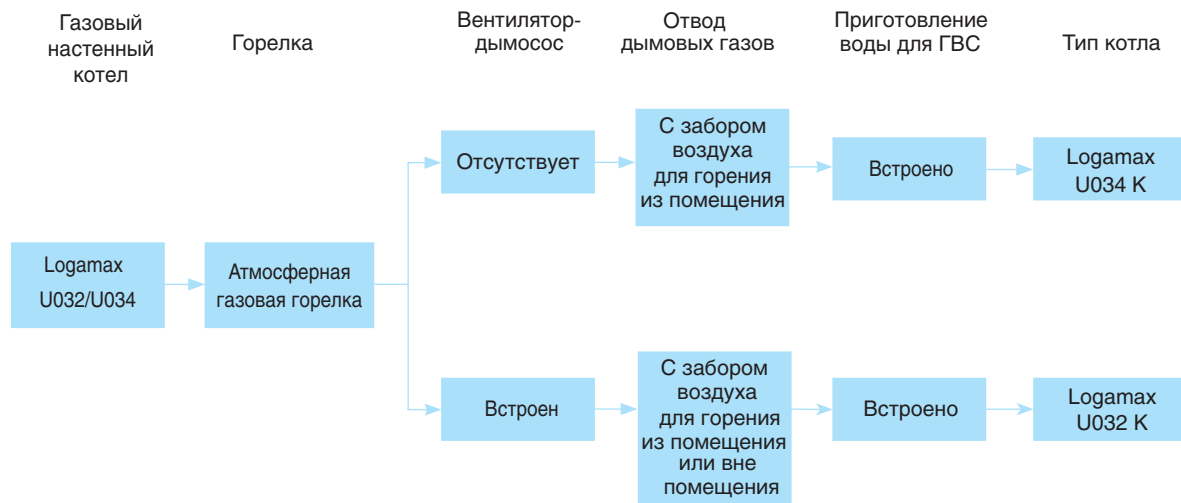 Газовый
настенный
котел
Горелка
Вентилятор-
дымосос
Отвод
дымовых газов
Приготовление
воды для ГВС
Тип котла
Отсутствует
С забором
воздуха
для горения
из помещения
Встроено
Logamax
U034 K
Logamax
U032/U034
Атмосферная
газовая горелка
Встроен
С забором
воздуха
для горения
из помещения
или вне
помещения
Встроено
Logamax
U032 K